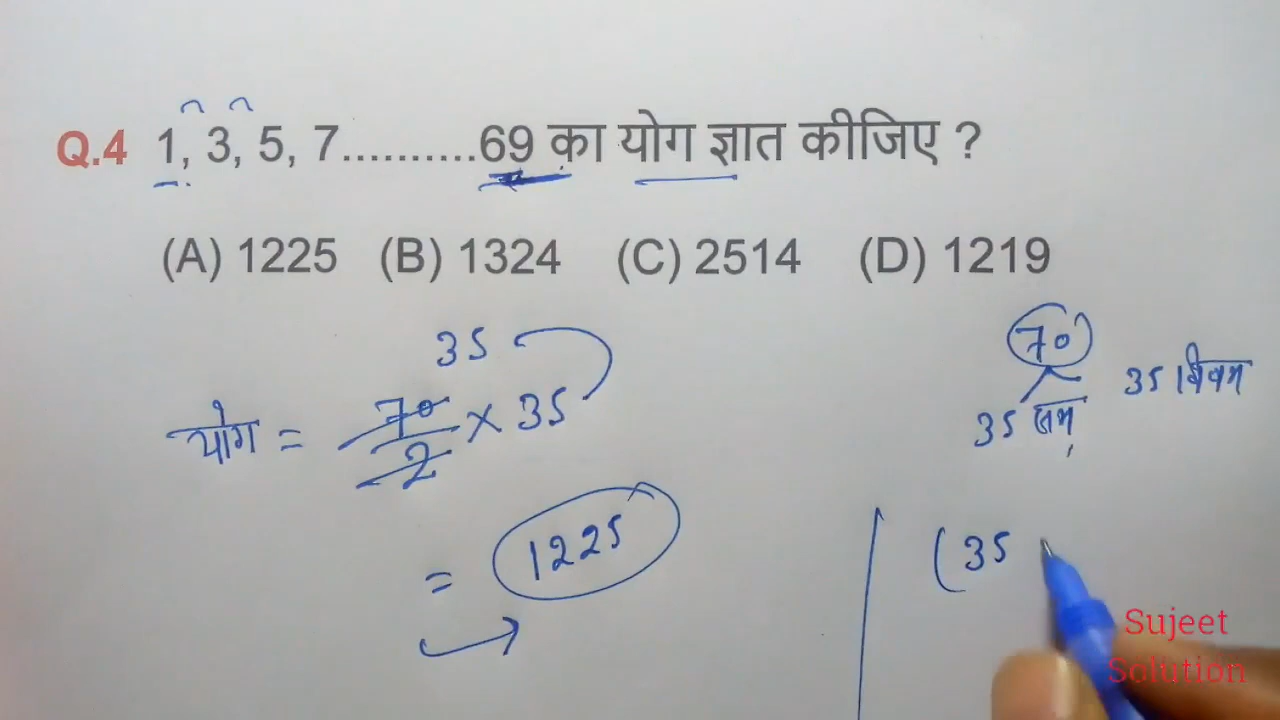 Q.4 1, 3, 5, 7..........69 का योग ज्ञात कीजिए ?
(A) 1225 (B) 1324 (C) 2514 (D) 1219
35
योग = 70/2 × 35
= 1225
70
35 सम
35 विषम
(35
Sujeet
Solution